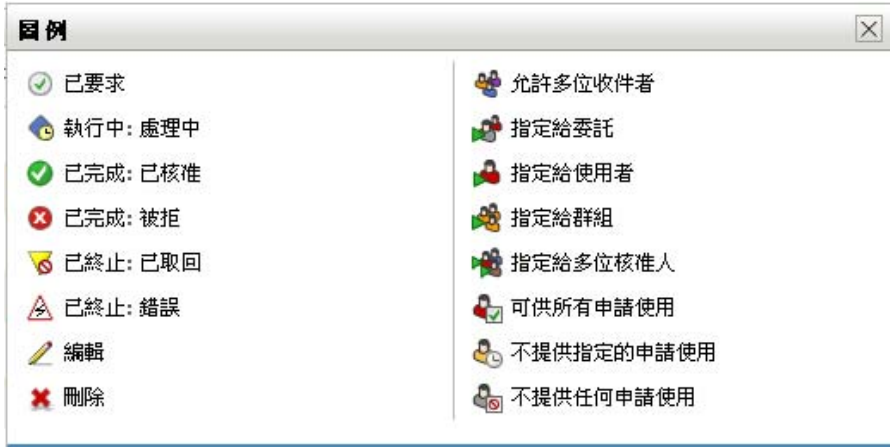 圖例
已要求
執行中: 處理中
已完成: 已核准
已完成: 被拒
已終止: 已取回
已終止: 錯誤
編輯
刪除
允許多位收件者
指定給委託
指定給使用者
指定給群組
指定給多位核准人
可供所有申請使用
不提供指定的申請使用
不提供任何申請使用